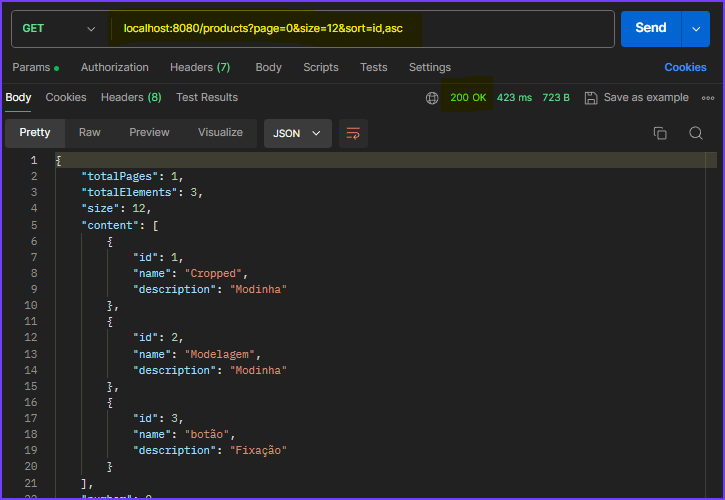 GET localhost:8080/products?page=0&size=12&sort=id,asc Send
Params Authorization Headers (7) Body Scripts Tests Settings Cookies
Body Cookies Headers (8) Test Results 200 OK 423 ms 723 B Save as example
Pretty Raw Preview Visualize JSON
1 {
2 "totalPages": 1,
3 "totalElements": 3,
4 "size": 12,
5 "content": [
6 {
7 "id": 1,
8 "name": "Cropped",
9 "description": "Modinha"
10 },
11 {
12 "id": 2,
13 "name": "Modelagem",
14 "description": "Modinha"
15 },
16 {
17 "id": 3,
18 "name": "botão",
19 "description": "Fixação"
20 }
21 ],
22 "number": 0